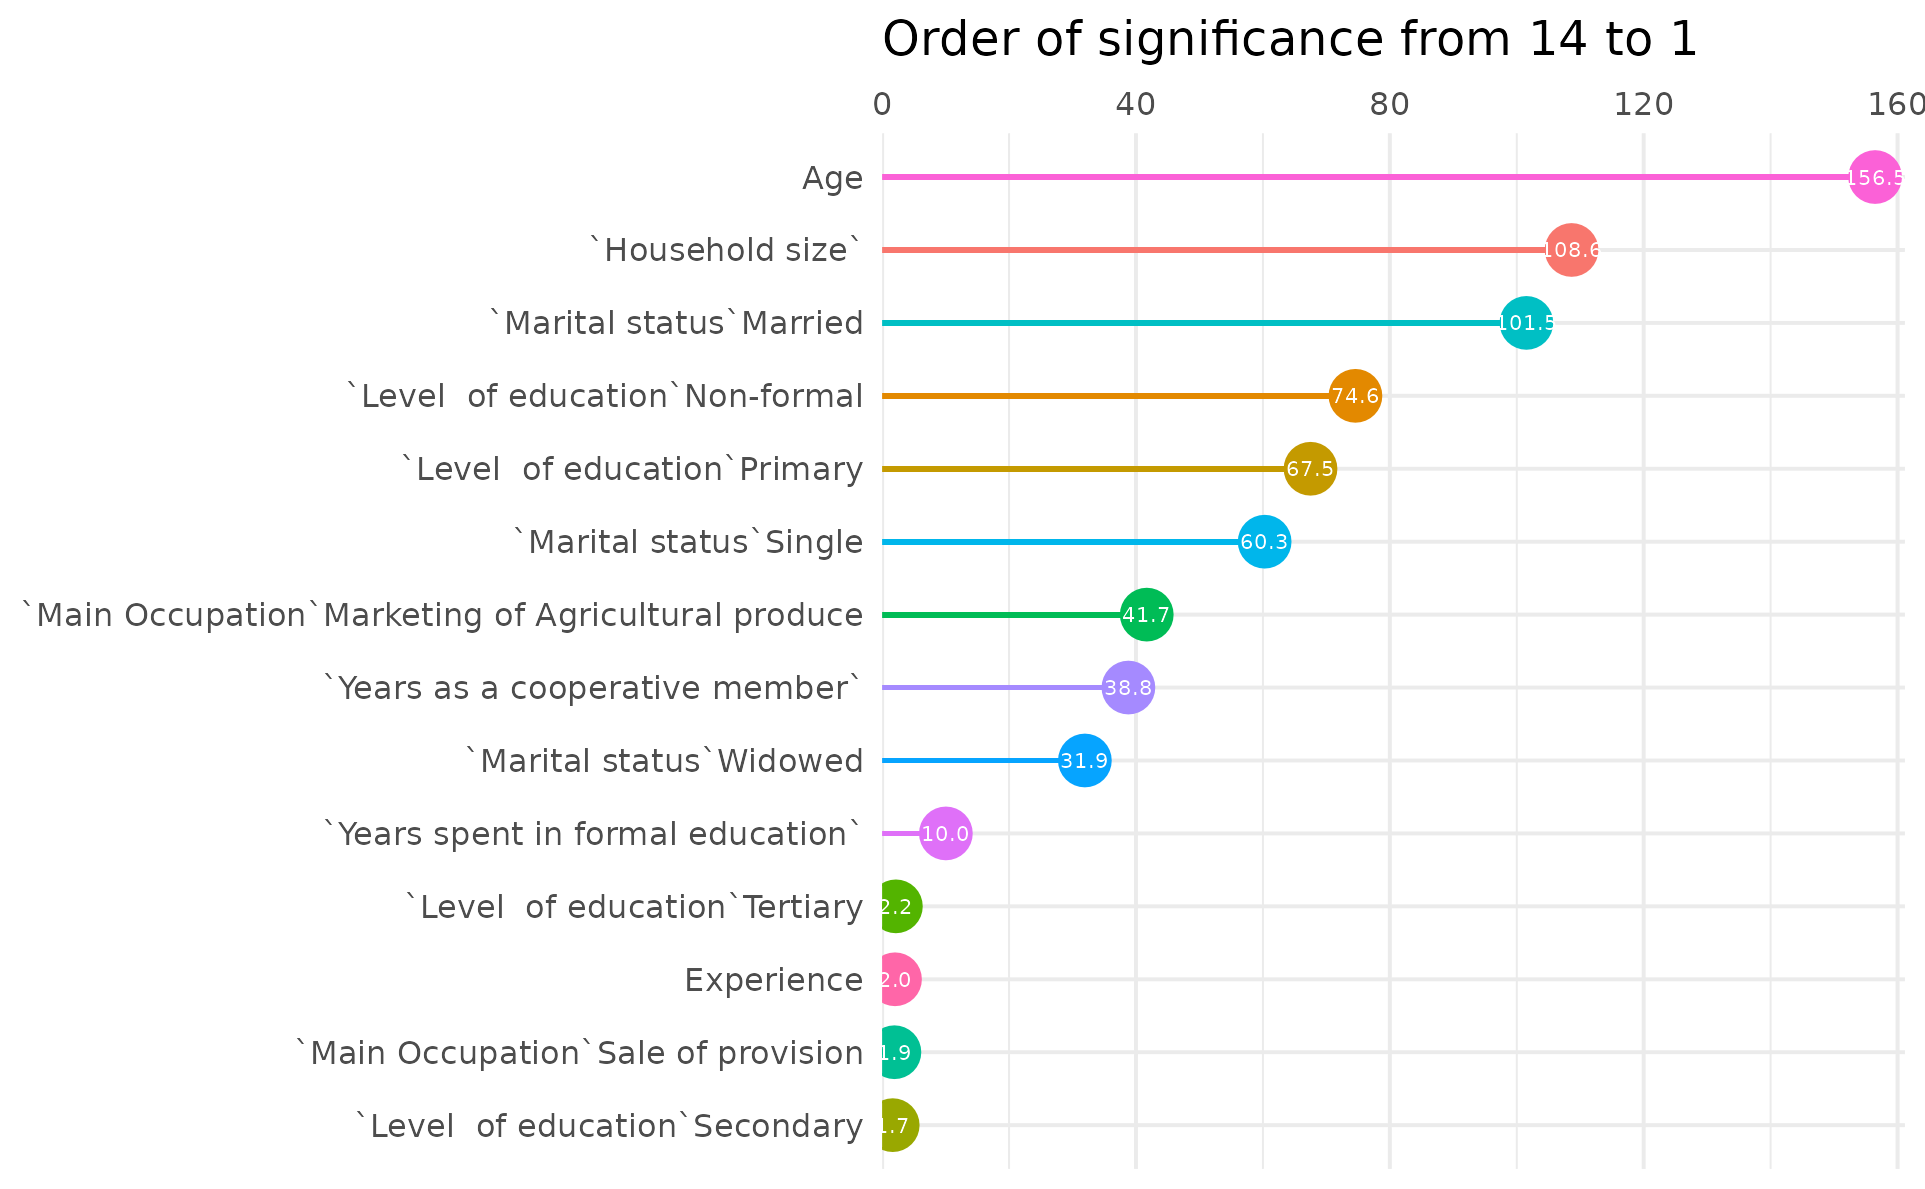 Order of significance from 14 to 1
0 40 80 120 160
Age 156.5
`Household size` 108.6
`Marital status`Married 101.5
`Level  of education`Non-formal 74.6
`Level  of education`Primary 67.5
`Marital status`Single 60.3
`Main Occupation`Marketing of Agricultural produce 41.7
`Years as a cooperative member` 38.8
`Marital status`Widowed 31.9
`Years spent in formal education` 10.0
`Level  of education`Tertiary 2.2
Experience 2.0
`Main Occupation`Sale of provision 1.9
`Level  of education`Secondary 1.7